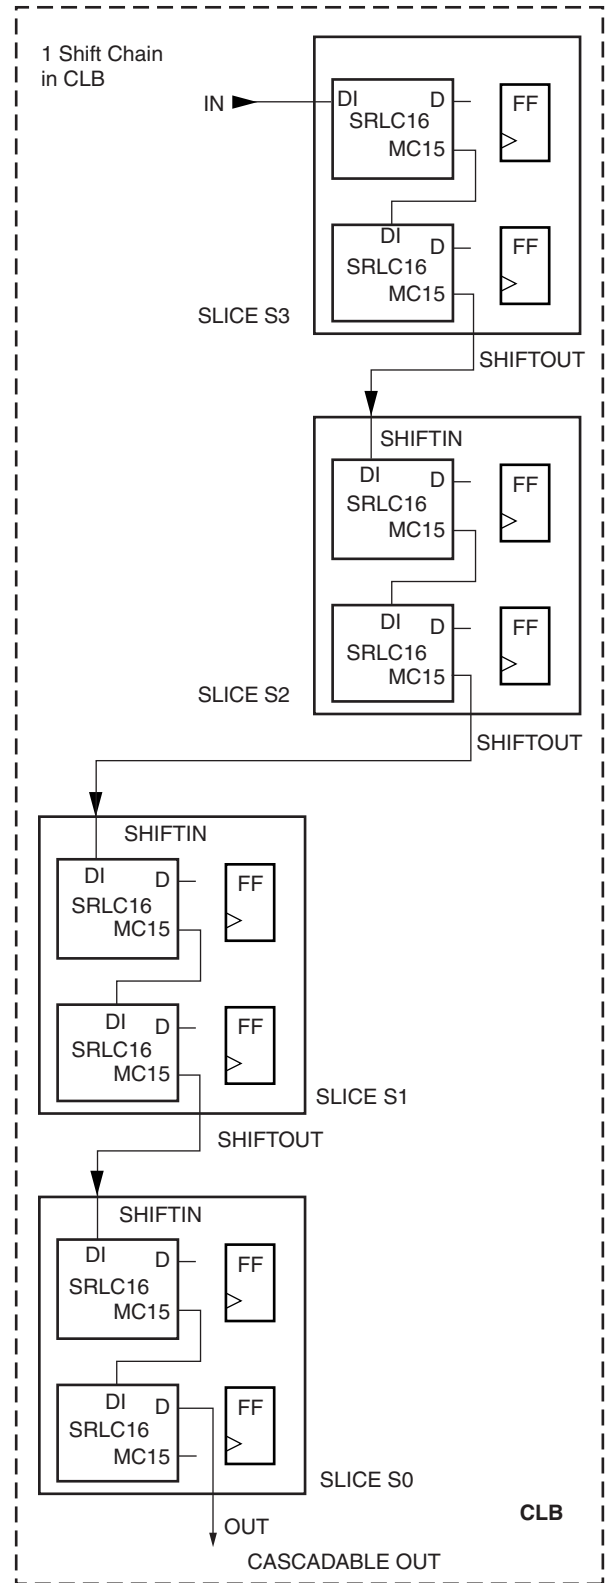 1 Shift Chain
in CLB
IN
DI D
SRLC16
MC15
FF
DI D
SRLC16
MC15
FF
SLICE S3
SHIFTOUT
SHIFTIN
DI D
SRLC16
MC15
FF
DI D
SRLC16
MC15
FF
SLICE S2
SHIFTOUT
SHIFTIN
DI D
SRLC16
MC15
FF
DI D
SRLC16
MC15
FF
SLICE S1
SHIFTOUT
SHIFTIN
DI D
SRLC16
MC15
FF
DI D
SRLC16
MC15
FF
SLICE S0
OUT
CLB
CASCADABLE OUT